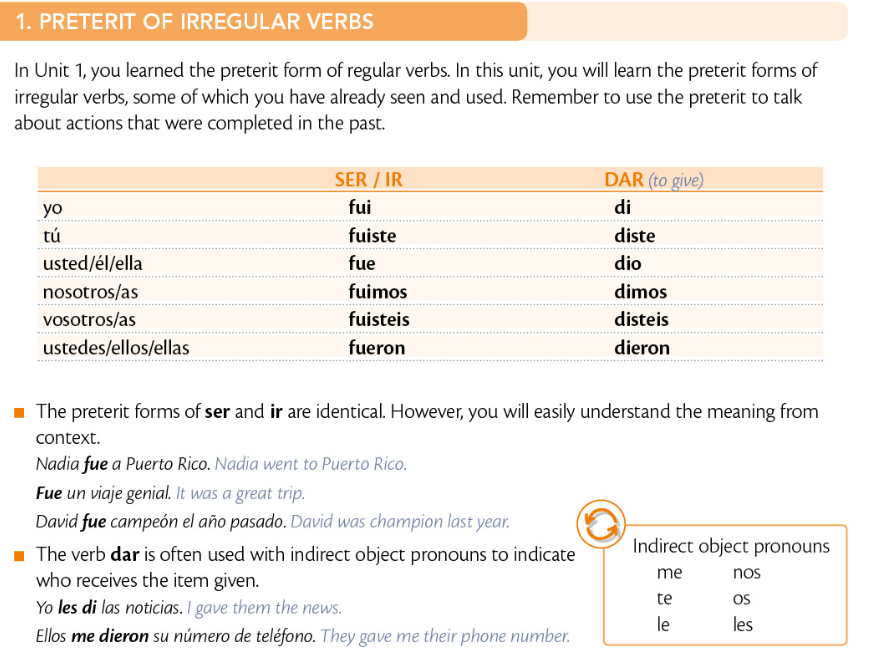 1. PRETERIT OF IRREGULAR VERBS
In Unit 1, you learned the preterit form of regular verbs. In this unit, you will learn the preterit forms of
irregular verbs, some of which you have already seen and used. Remember to use the preterit to talk
about actions that were completed in the past.
SER / IR DAR (to give)
yo fui di
tú fuiste diste
usted/él/ella fue dio
nosotros/as fuimos dimos
vosotros/as fuisteis disteis
ustedes/ellos/ellas fueron dieron
The preterit forms of ser and ir are identical. However, you will easily understand the meaning from
context.
Nadia fue a Puerto Rico. Nadia went to Puerto Rico.
Fue un viaje genial. It was a great trip.
David fue campeón el año pasado. David was champion last year.
The verb dar is often used with indirect object pronouns to indicate
who receives the item given.
Yo les di las noticias. I gave them the news.
Ellos me dieron su número de teléfono. They gave me their phone number.
Indirect object pronouns
me nos
te os
le les